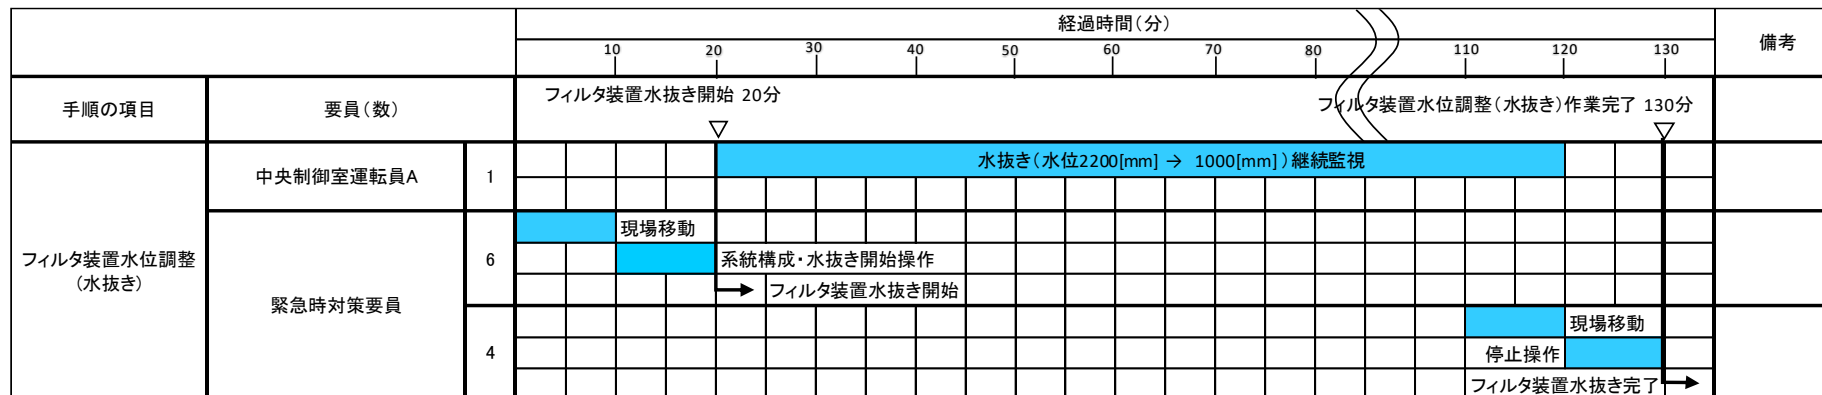 経過時間(分)
備考
10 20 30 40 50 60 70 80 110 120 130
手順の項目
要員(数)
フィルタ装置水抜き開始 20分
フィルタ装置水位調整(水抜き)作業完了 130分
フィルタ装置水位調整
(水抜き)
中央制御室運転員A
1
水抜き(水位2200[mm] → 1000[mm])継続監視
緊急時対策要員
6
現場移動
系統構成・水抜き開始操作
フィルタ装置水抜き開始
4
現場移動
停止操作
フィルタ装置水抜き完了